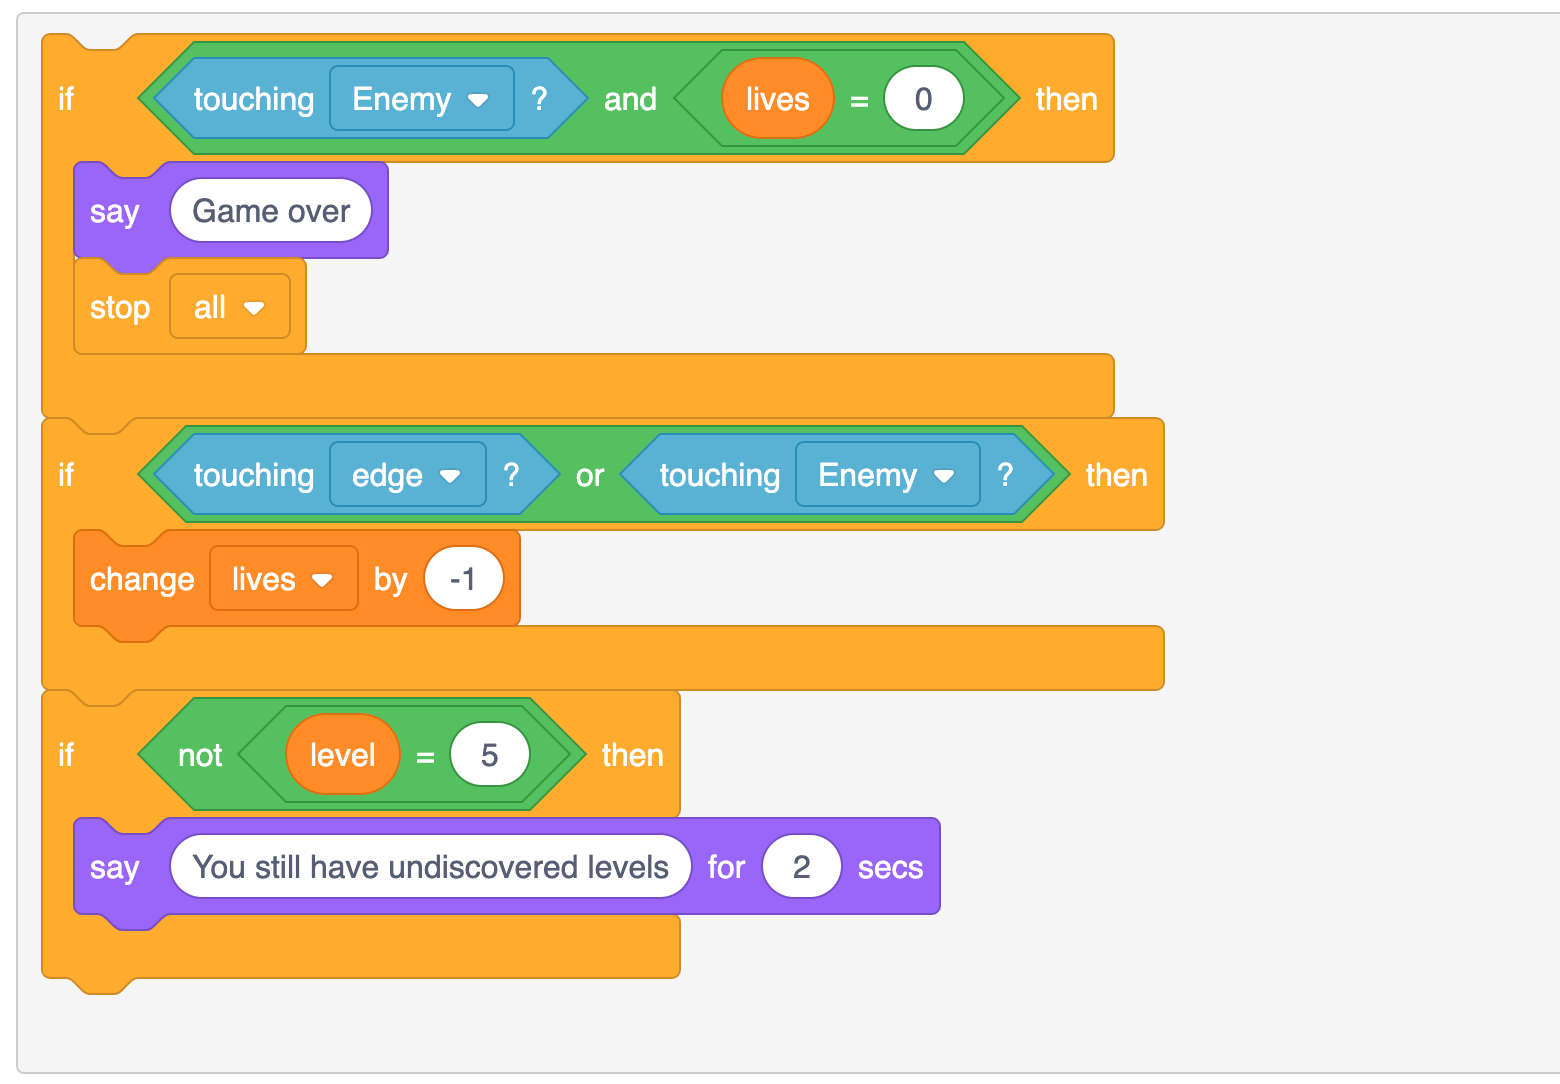 if touching Enemy ? and lives = 0 then
say Game over
stop all
if touching edge ? or touching Enemy ? then
change lives by -1
if not level = 5 then
say You still have undiscovered levels for 2 secs